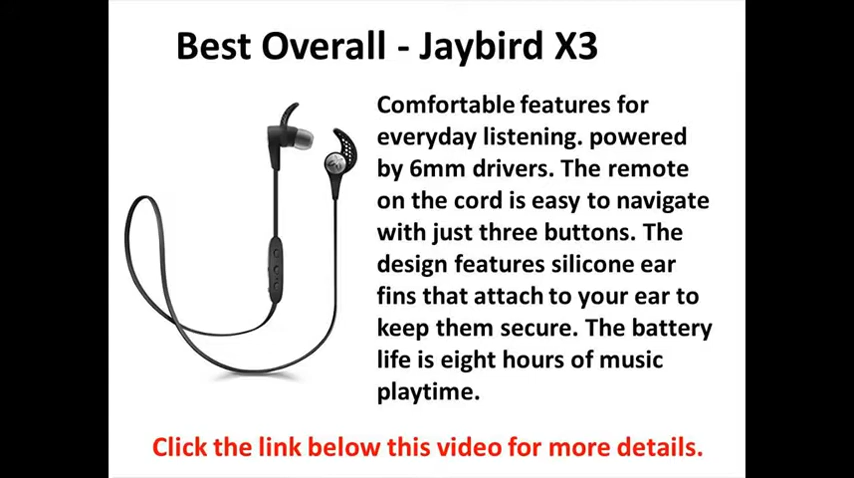 Best Overall - Jaybird X3
Comfortable features for
everyday listening. powered
by 6mm drivers. The remote
on the cord is easy to navigate
with just three buttons. The
design features silicone ear
fins that attach to your ear to
keep them secure. The battery
life is eight hours of music
playtime.
Click the link below this video for more details.